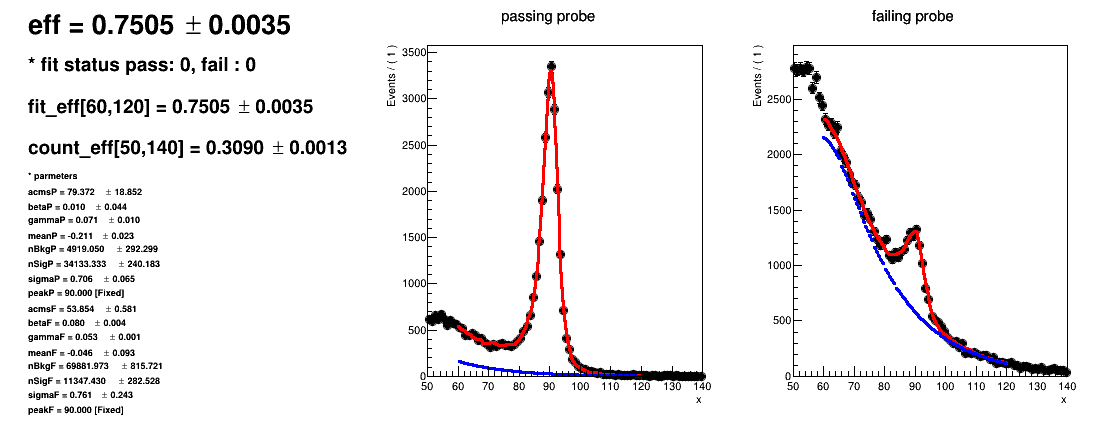 eff = 0.7505 ± 0.0035
* fit status pass: 0, fail : 0
fit_eff[60,120] = 0.7505 ± 0.0035
count_eff[50,140] = 0.3090 ± 0.0013
* parmeters
acmsP = 79.372 ± 18.852
betaP = 0.010 ± 0.044
gammaP = 0.071 ± 0.010
meanP = -0.211 ± 0.023
nBkgP = 4919.050 ± 292.299
nSigP = 34133.333 ± 240.183
sigmaP = 0.706 ± 0.065
peakP = 90.000 [Fixed]
acmsF = 53.854 ± 0.581
betaF = 0.080 ± 0.004
gammaF = 0.053 ± 0.001
meanF = -0.046 ± 0.093
nBkgF = 69881.973 ± 815.721
nSigF = 11347.430 ± 282.528
sigmaF = 0.761 ± 0.243
peakF = 90.000 [Fixed]
passing probe
Events / ( 1 )
3500
3000
2500
2000
1500
1000
500
0
50 60 70 80 90 100 110 120 130 140
x
failing probe
Events / ( 1 )
2500
2000
1500
1000
500
0
50 60 70 80 90 100 110 120 130 140
x